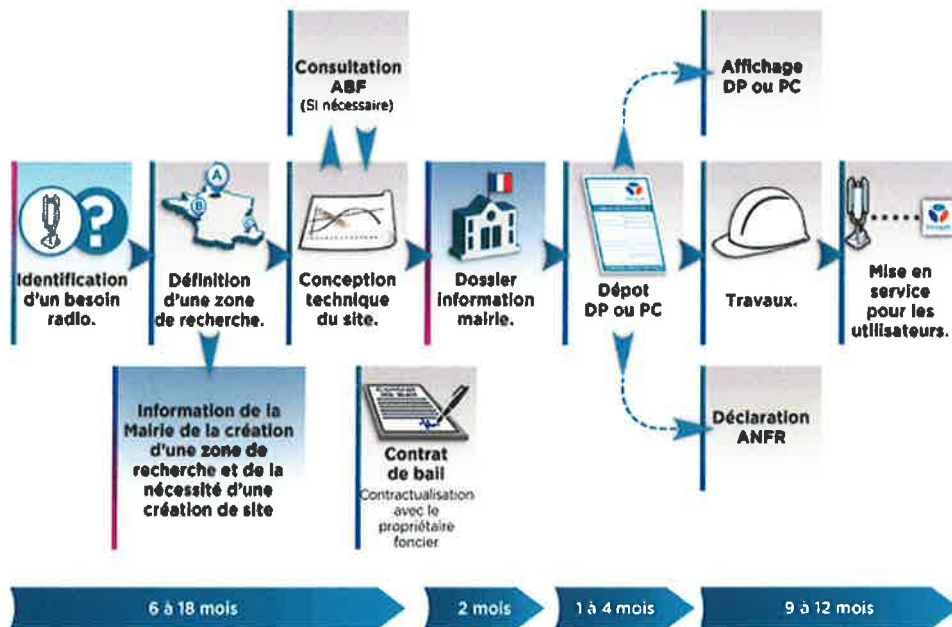 Consultation
ABF
(Si nécessaire)
Affichage
DP ou PC
A
B
Identification
d'un besoin
radio.
Définition
d'une zone
de recherche.
Conception
technique
du site.
Dossier
information
mairie.
Dépot
DP ou PC
Travaux.
Mise en
service
pour les
utilisateurs.
Information de la
Mairie de la création
d'une zone de
recherche et de la
nécessité d'une
création de site
Contrat
de bail
Contrat
de bail
Contractualisation
avec le
propriétaire
foncier
Déclaration
ANFR
6 à 18 mois
2 mois
1 à 4 mois
9 à 12 mois